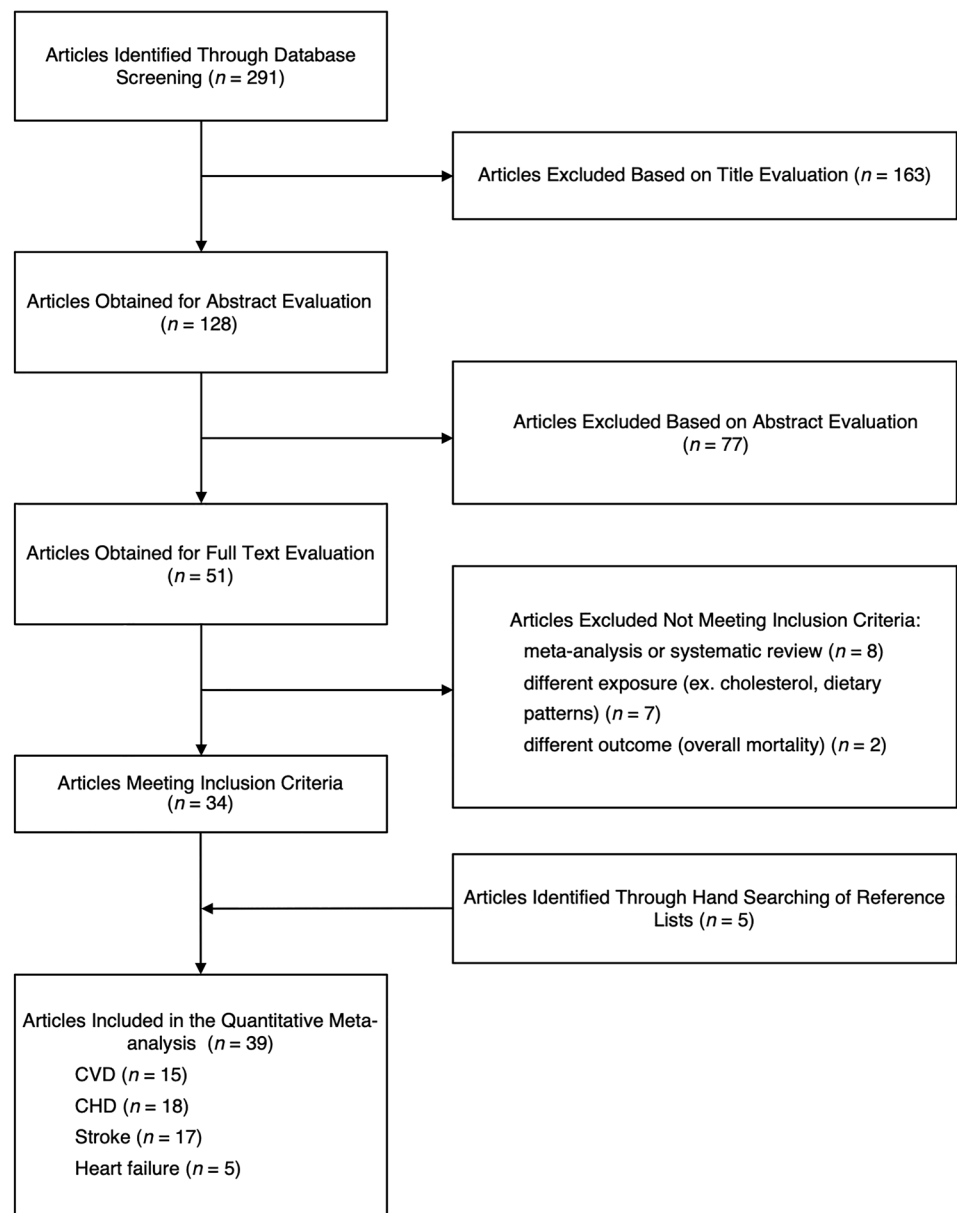 Articles Identified Through Database
Screening (n = 291)
Articles Excluded Based on Title Evaluation (n = 163)
Articles Obtained for Abstract Evaluation
(n = 128)
Articles Excluded Based on Abstract Evaluation
(n = 77)
Articles Obtained for Full Text Evaluation
(n = 51)
Articles Excluded Not Meeting Inclusion Criteria:
meta-analysis or systematic review (n = 8)
different exposure (ex. cholesterol, dietary
patterns) (n = 7)
different outcome (overall mortality) (n = 2)
Articles Meeting Inclusion Criteria
(n = 34)
Articles Identified Through Hand Searching of Reference
Lists (n = 5)
Articles Included in the Quantitative Meta-
analysis (n = 39)
CVD (n = 15)
CHD (n = 18)
Stroke (n = 17)
Heart failure (n = 5)